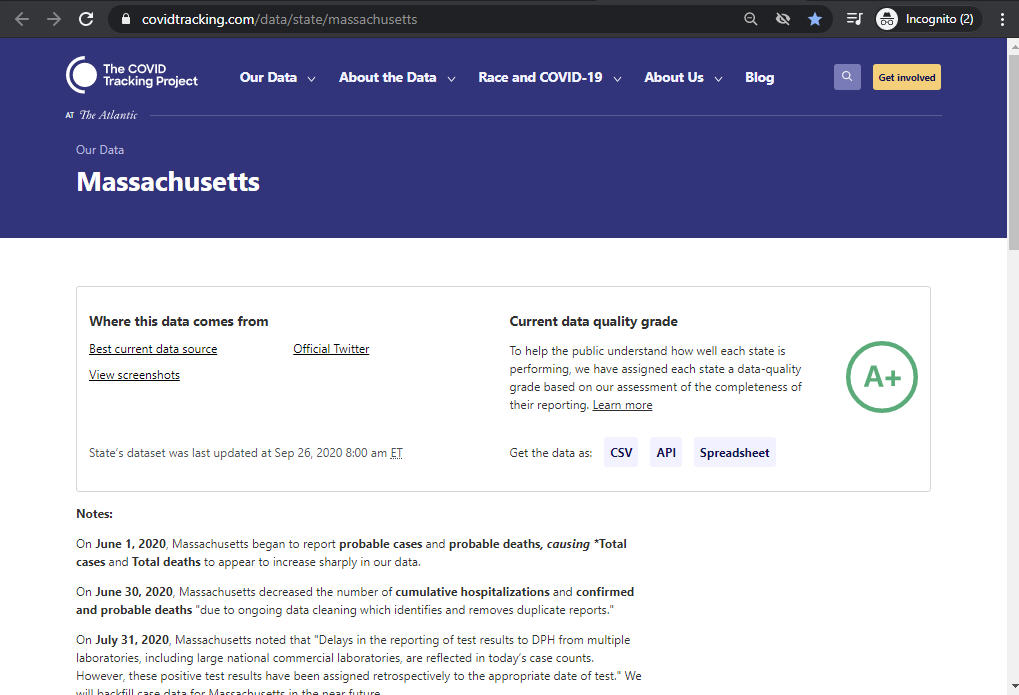 covidtracking.com/data/state/massachusetts
Incognito (2)
The COVID
Tracking Project
Our Data
About the Data
Race and COVID-19
About Us
Blog
Get involved
AT The Atlantic
Our Data
Massachusetts
Where this data comes from
Best current data source
Official Twitter
View screenshots
State's dataset was last updated at Sep 26, 2020 8:00 am ET
Current data quality grade
To help the public understand how well each state is
performing, we have assigned each state a data-quality
grade based on our assessment of the completeness of
their reporting. Learn more
A+
Get the data as: CSV API Spreadsheet
Notes:
On June 1, 2020, Massachusetts began to report probable cases and probable deaths, causing *Total
cases and Total deaths to appear to increase sharply in our data.
On June 30, 2020, Massachusetts decreased the number of cumulative hospitalizations and confirmed
and probable deaths "due to ongoing data cleaning which identifies and removes duplicate reports."
On July 31, 2020, Massachusetts noted that "Delays in the reporting of test results to DPH from multiple
laboratories, including large national commercial laboratories, are reflected in today's case counts.
However, these positive test results have been assigned retrospectively to the appropriate date of test." We
will backfill case data for Massachusetts in the near future.